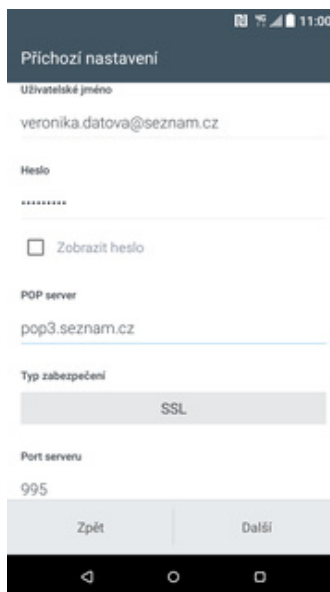 11:00
Příchozí nastavení
Uživatelské jméno
veronika.datova@seznam.cz
Heslo
•••••••••
Zobrazit heslo
POP server
pop3.seznam.cz
Typ zabezpečení
SSL
Port serveru
995
Zpět
Další